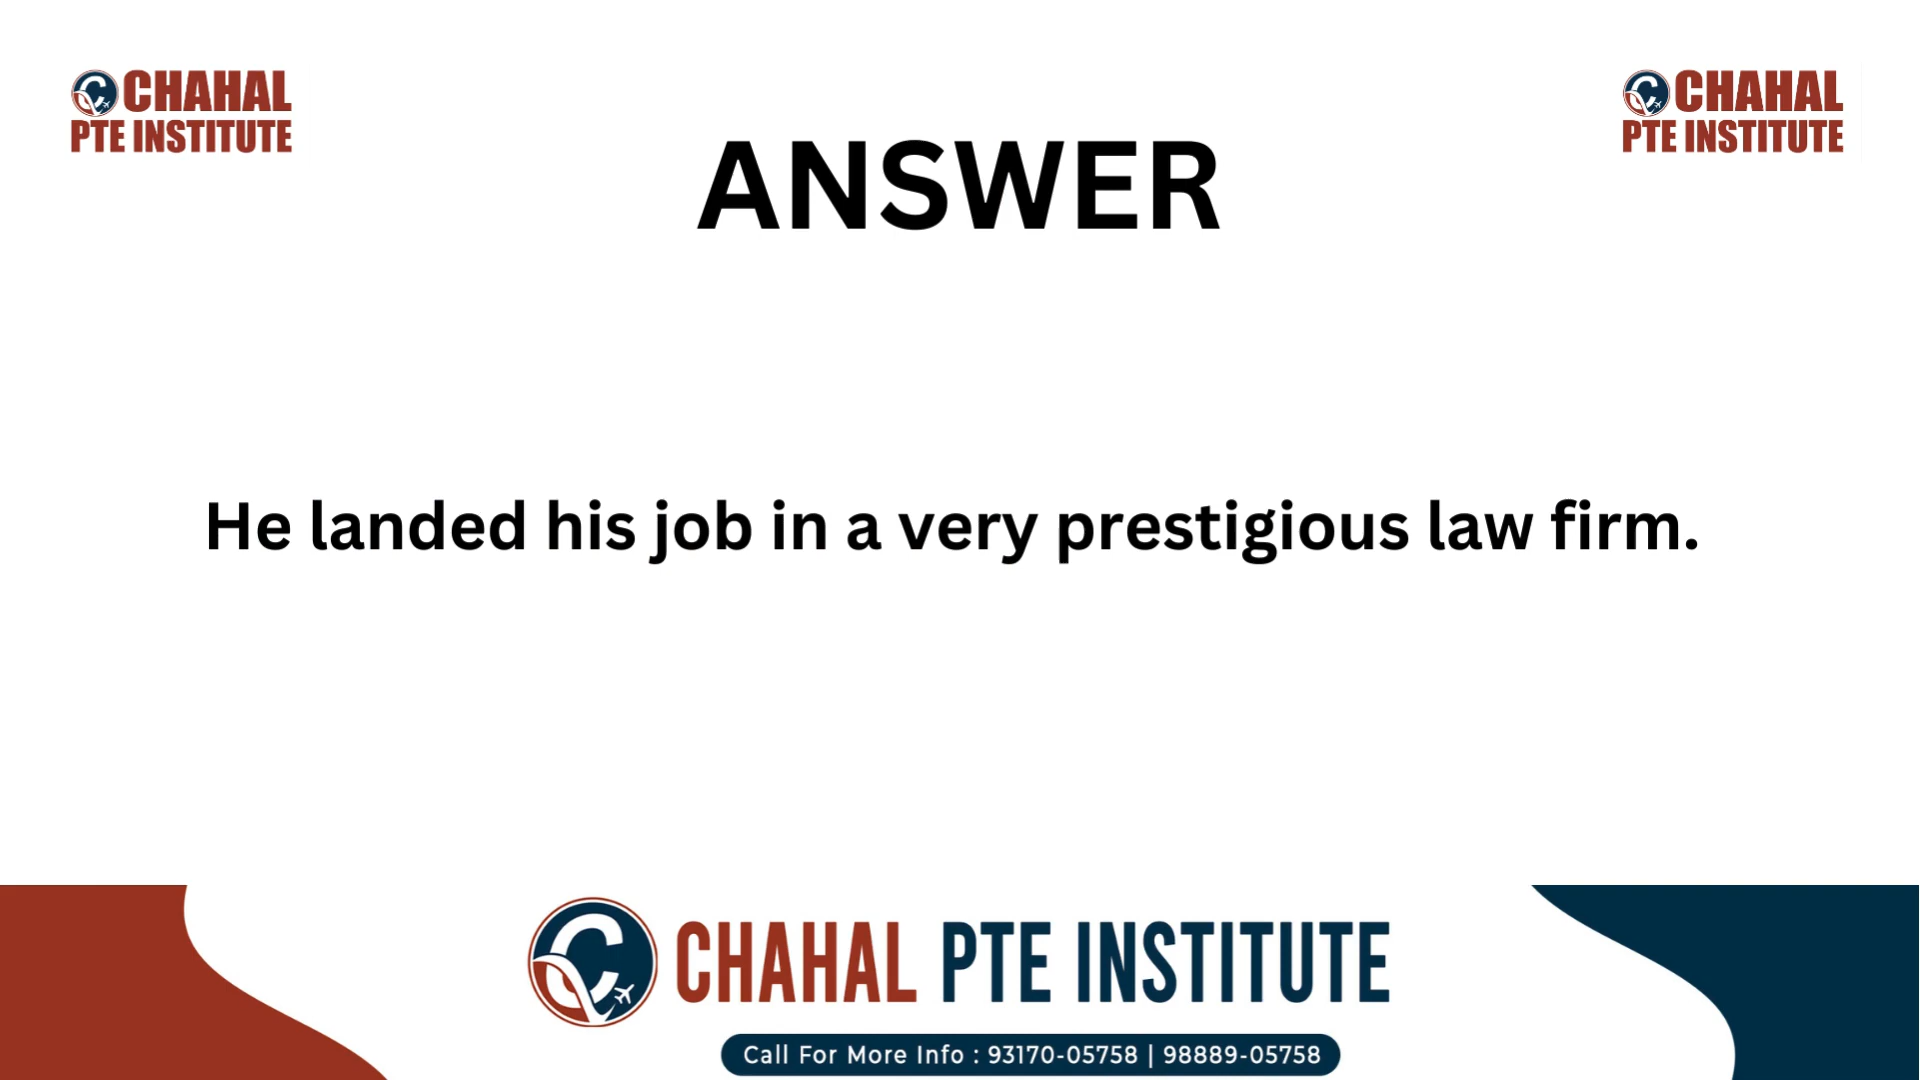 CHAHAL
PTE INSTITUTE
CHAHAL
PTE INSTITUTE
ANSWER
He landed his job in a very prestigious law firm.
CHAHAL PTE INSTITUTE
Call For More Info : 93170-05758 | 98889-05758